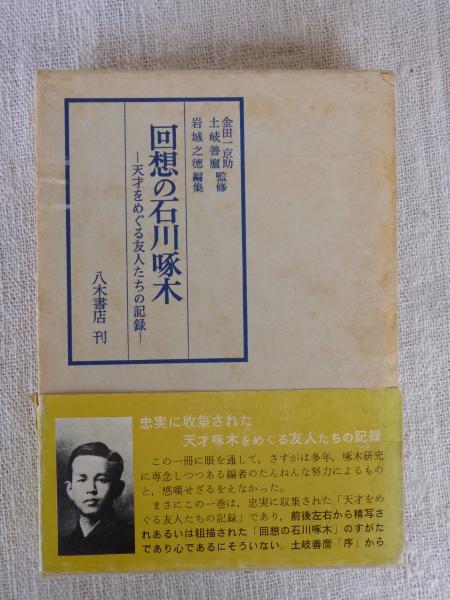 金田一京助
土岐善麿 監修
岩城之徳 編集
回想の石川啄木
―天才をめぐる友人たちの記録―
八木書店 刊
忠実に収集された
天才啄木をめぐる友人たちの記録
この一冊に眼を通して，さすがは多年，啄木研究
に専念しつつある編者のたんねんな努力によるもの
と，感嘆せざるをえなかった。
まさにこの一巻は，忠実に収集された「天才をめ
ぐる友人たちの記録」であり，前後左右から精写さ
れあるいは粗描された「回想の石川啄木」のすがた
であり心であるにそういない。土岐善麿「序」から